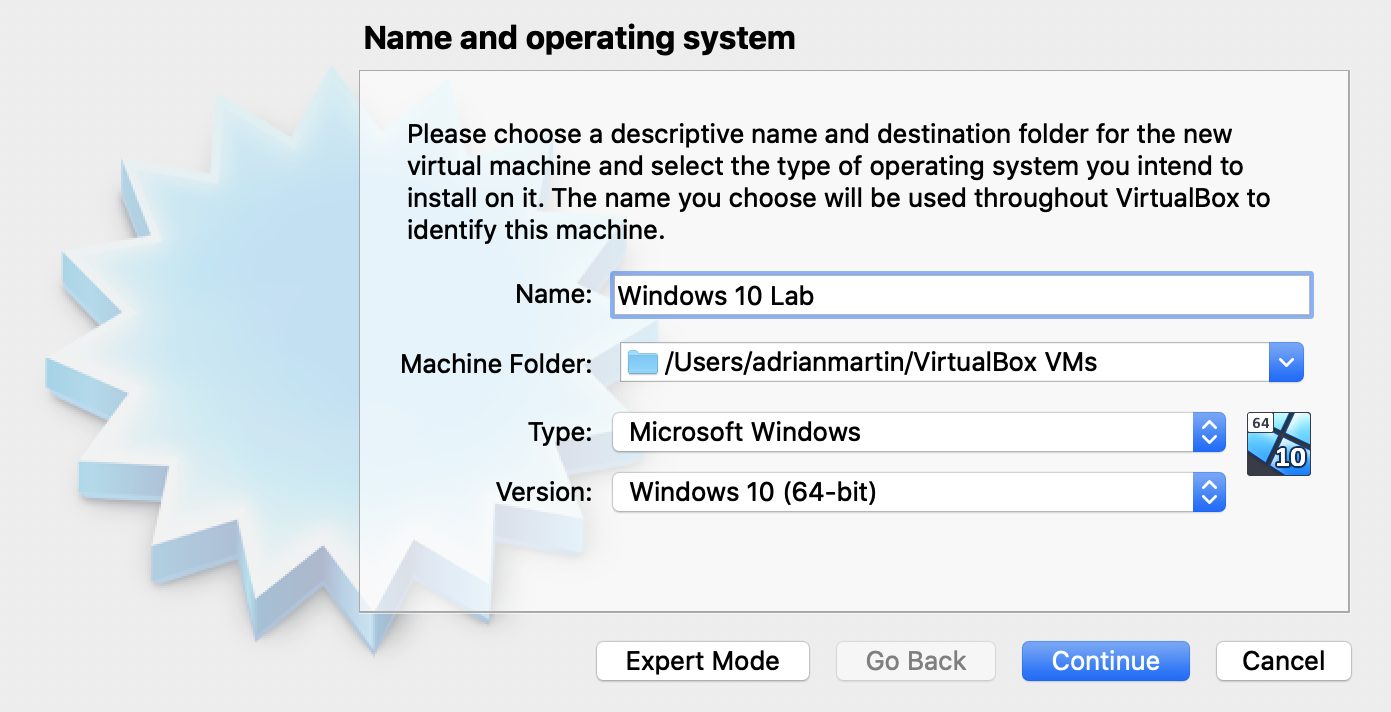 Name and operating system
Please choose a descriptive name and destination folder for the new
virtual machine and select the type of operating system you intend to
install on it. The name you choose will be used throughout VirtualBox to
identify this machine.
Name: Windows 10 Lab
Machine Folder: /Users/adrianmartin/VirtualBox VMs
Type: Microsoft Windows
64
10
Version: Windows 10 (64-bit)
Expert Mode Go Back Continue Cancel